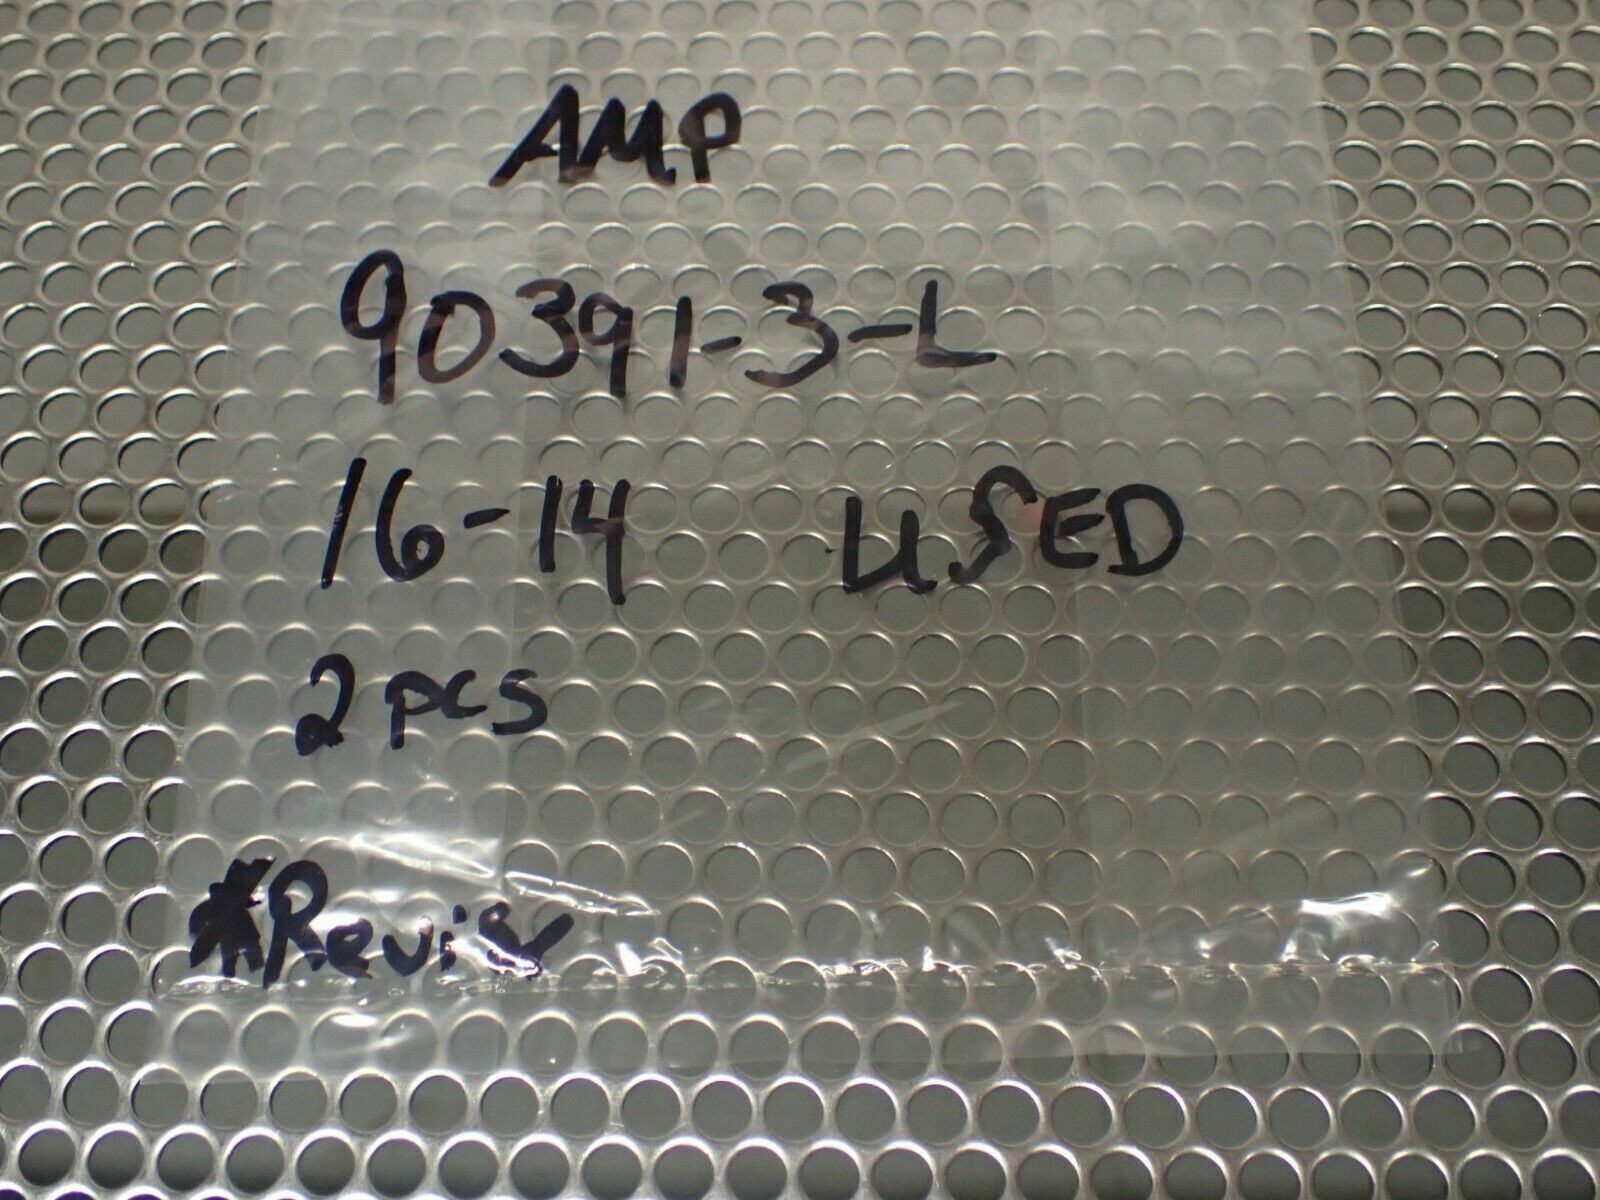 AMP
90391-3-L
16-14 USED
2 pcs